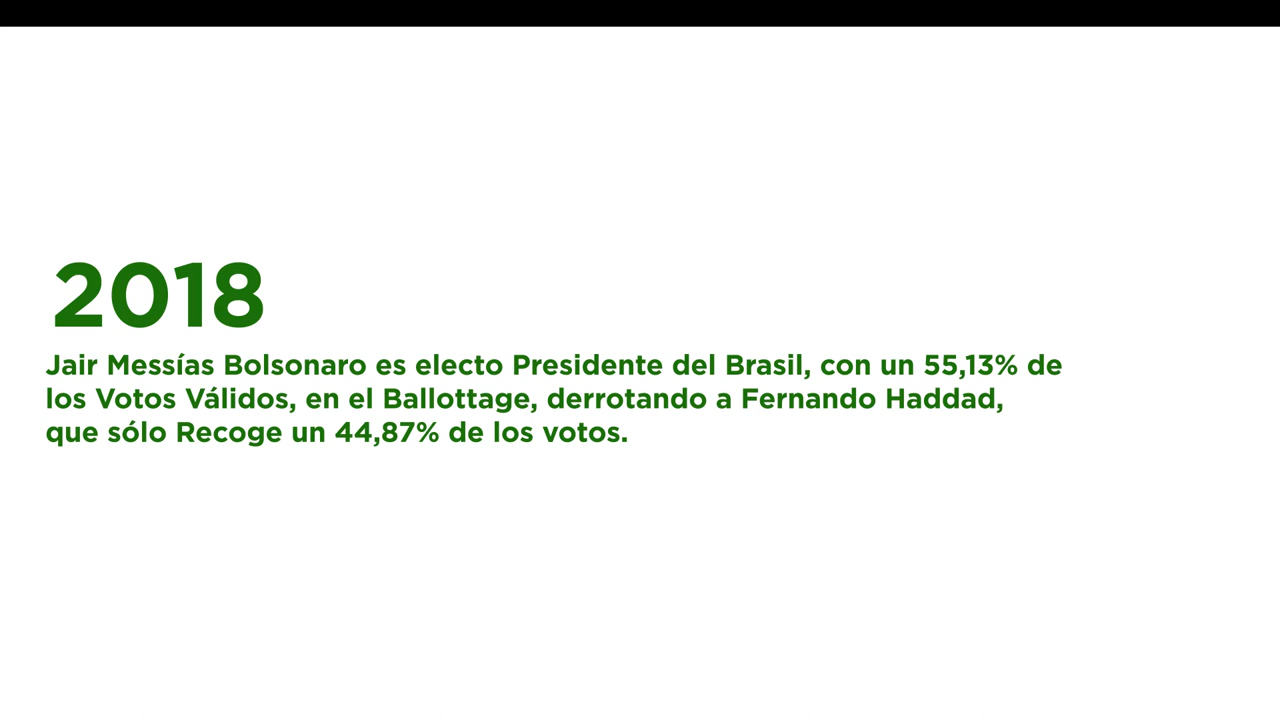 2018
Jair Messías Bolsonaro es electo Presidente del Brasil, con un 55,13% de
los Votos Válidos, en el Ballottage, derrotando a Fernando Haddad,
que sólo Recoge un 44,87% de los votos.